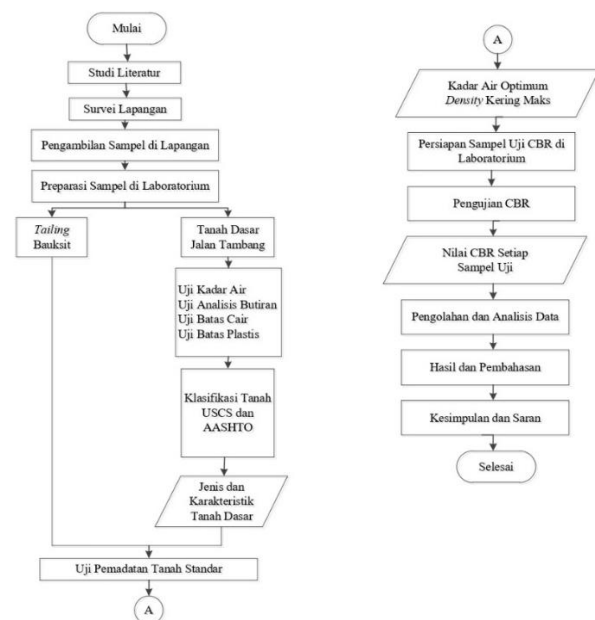 Mulai
Studi Literatur
Survei Lapangan
Pengambilan Sampel di Lapangan
Preparasi Sampel di Laboratorium
Tailing
Bauksit
Tanah Dasar
Jalan Tambang
Uji Kadar Air
Uji Analisis Butiran
Uji Batas Cair
Uji Batas Plastis
Klasifikasi Tanah
USCS dan
AASHTO
Jenis dan
Karakteristik
Tanah Dasar
Uji Pemadatan Tanah Standar
A
A
Kadar Air Optimum
Density Kering Maks
Persiapan Sampel Uji CBR di
Laboratorium
Pengujian CBR
Nilai CBR Setiap
Sampel Uji
Pengolahan dan Analisis Data
Hasil dan Pembahasan
Kesimpulan dan Saran
Selesai